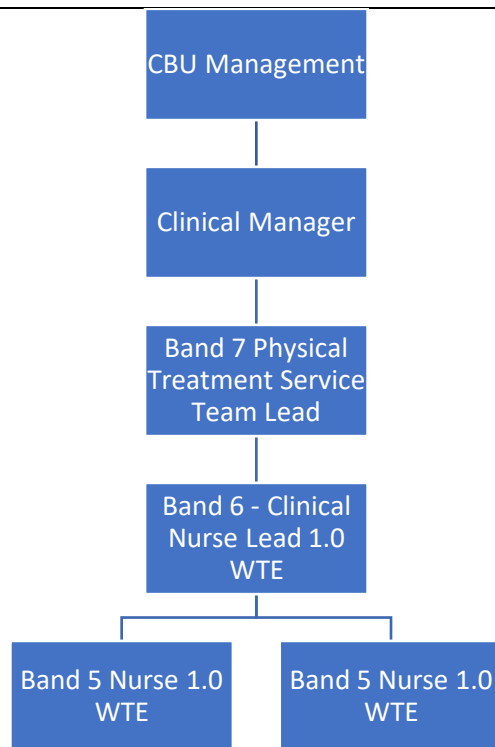 CBU Management
Clinical Manager
Band 7 Physical
Treatment Service
Team Lead
Band 6 - Clinical
Nurse Lead 1.0
WTE
Band 5 Nurse 1.0
WTE
Band 5 Nurse 1.0
WTE